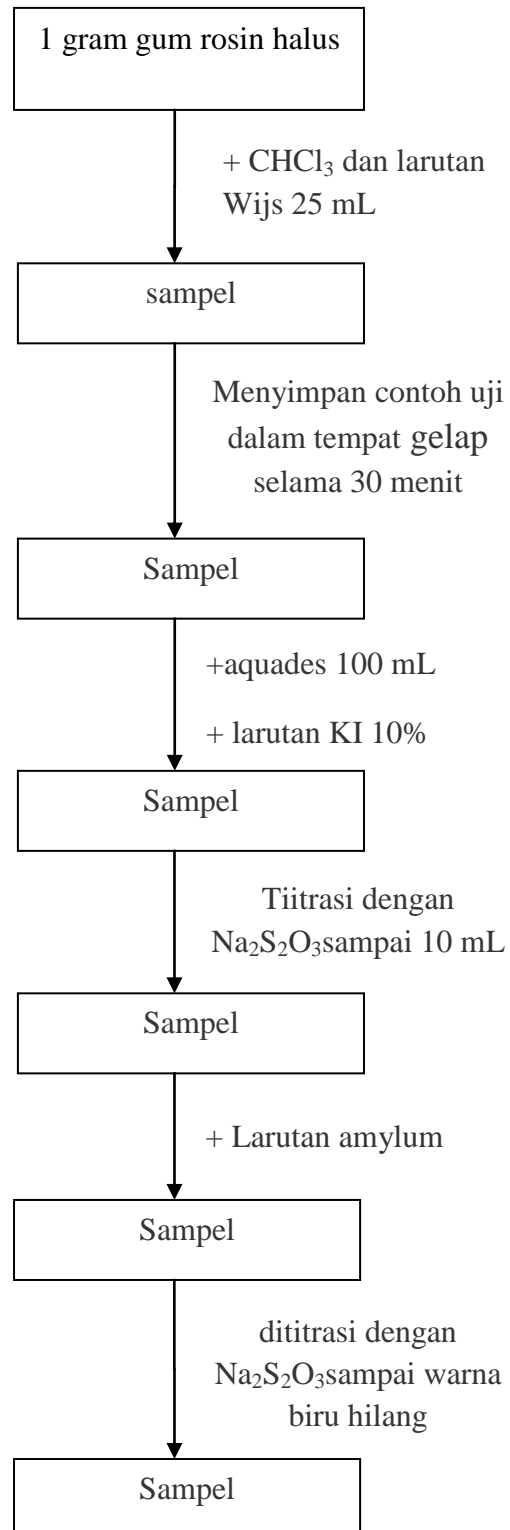 1 gram gum rosin halus
+ CHCl₃ dan larutan
Wijs 25 mL
sampel
Menyimpan contoh uji
dalam tempat gelap
selama 30 menit
Sampel
+aquades 100 mL
+ larutan KI 10%
Sampel
Tiitrasi dengan
Na₂S₂O₃sampai 10 mL
Sampel
+ Larutan amylum
Sampel
dititrasi dengan
Na₂S₂O₃sampai warna
biru hilang
Sampel